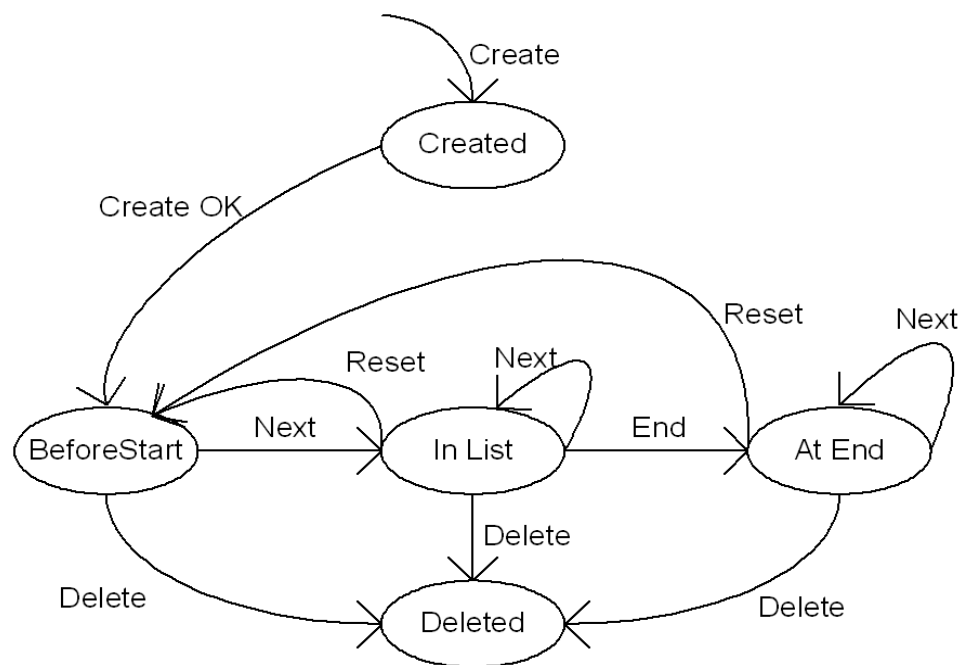 Create
Created
Create OK
Reset
Next
Reset
Next
BeforeStart
Next
In List
End
At End
Delete
Delete
Delete
Deleted